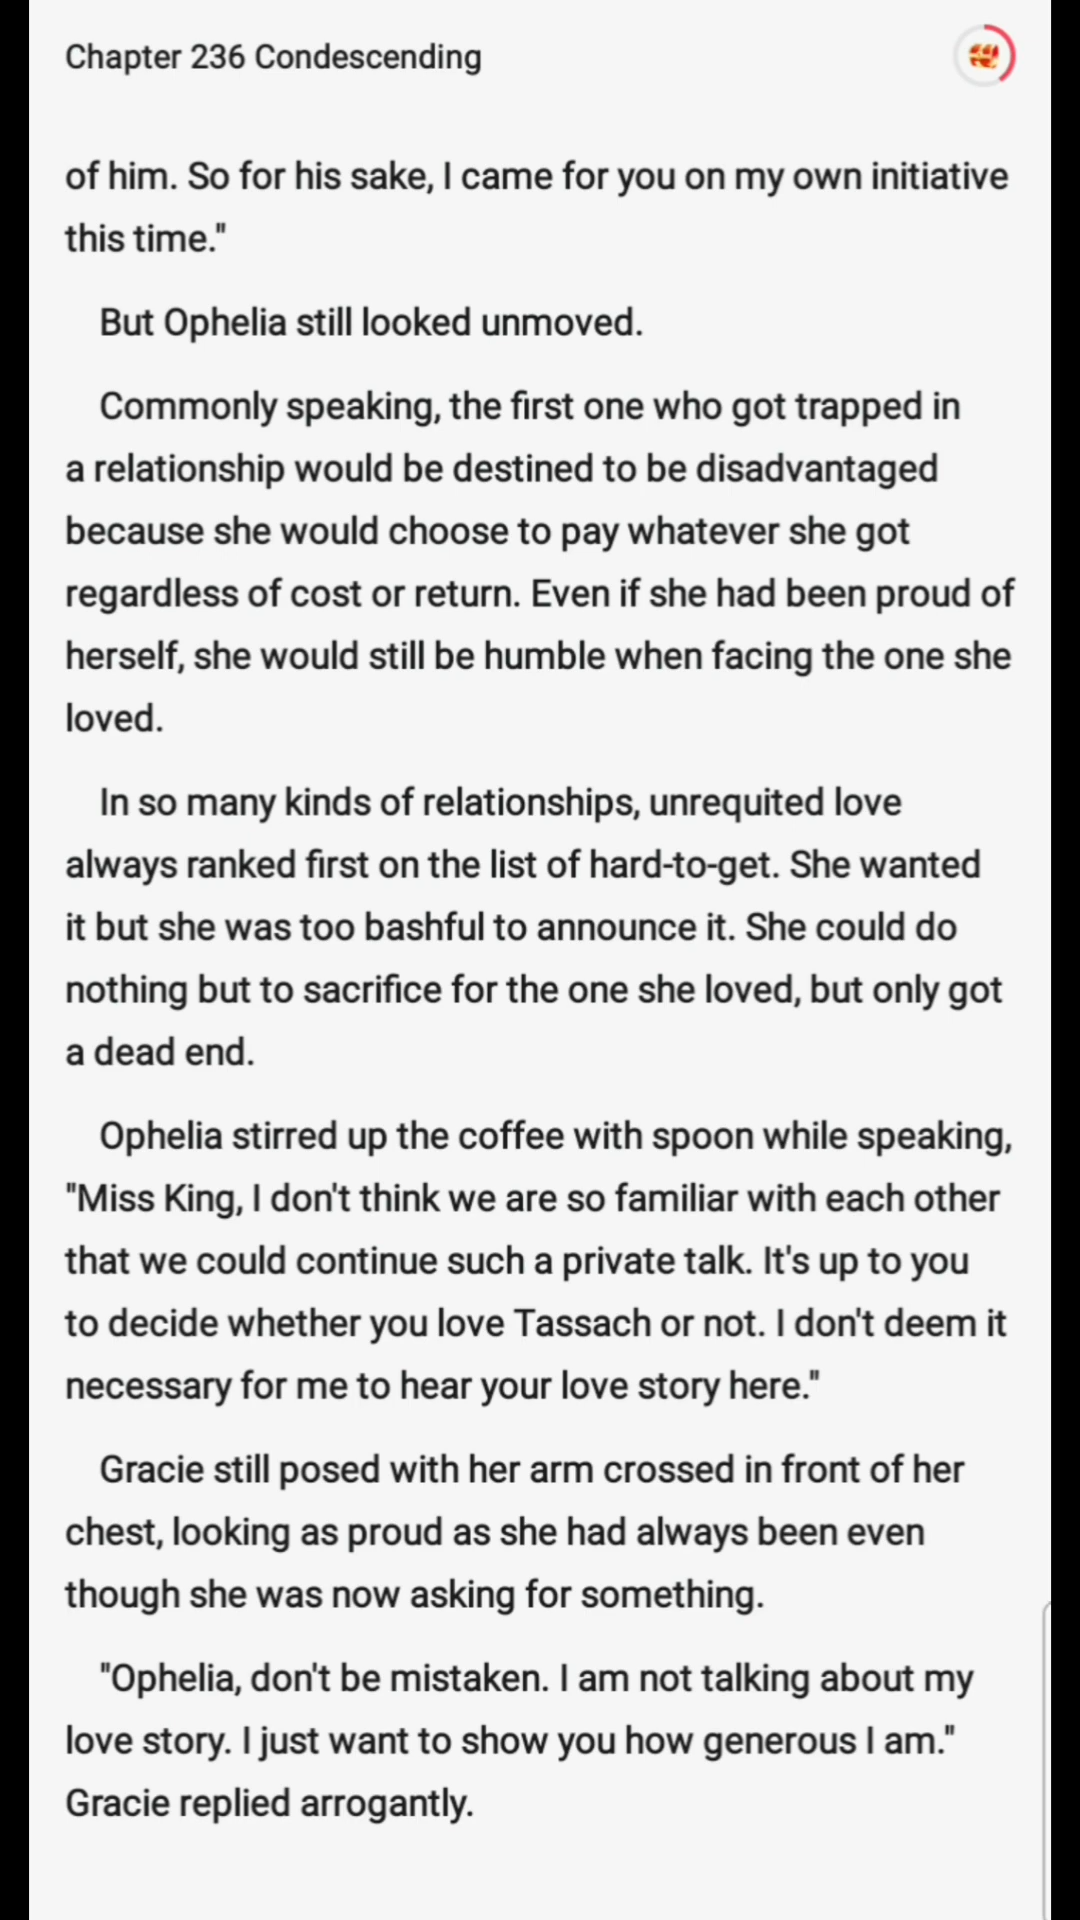 Chapter 236 Condescending
of him. So for his sake, I came for you on my own initiative
this time."
But Ophelia still looked unmoved.
Commonly speaking, the first one who got trapped in
a relationship would be destined to be disadvantaged
because she would choose to pay whatever she got
regardless of cost or return. Even if she had been proud of
herself, she would still be humble when facing the one she
loved.
In so many kinds of relationships, unrequited love
always ranked first on the list of hard-to-get. She wanted
it but she was too bashful to announce it. She could do
nothing but to sacrifice for the one she loved, but only got
a dead end.
Ophelia stirred up the coffee with spoon while speaking,
"Miss King, I don't think we are so familiar with each other
that we could continue such a private talk. It's up to you
to decide whether you love Tassach or not. I don't deem it
necessary for me to hear your love story here."
Gracie still posed with her arm crossed in front of her
chest, looking as proud as she had always been even
though she was now asking for something.
"Ophelia, don't be mistaken. I am not talking about my
love story. I just want to show you how generous I am."
Gracie replied arrogantly.